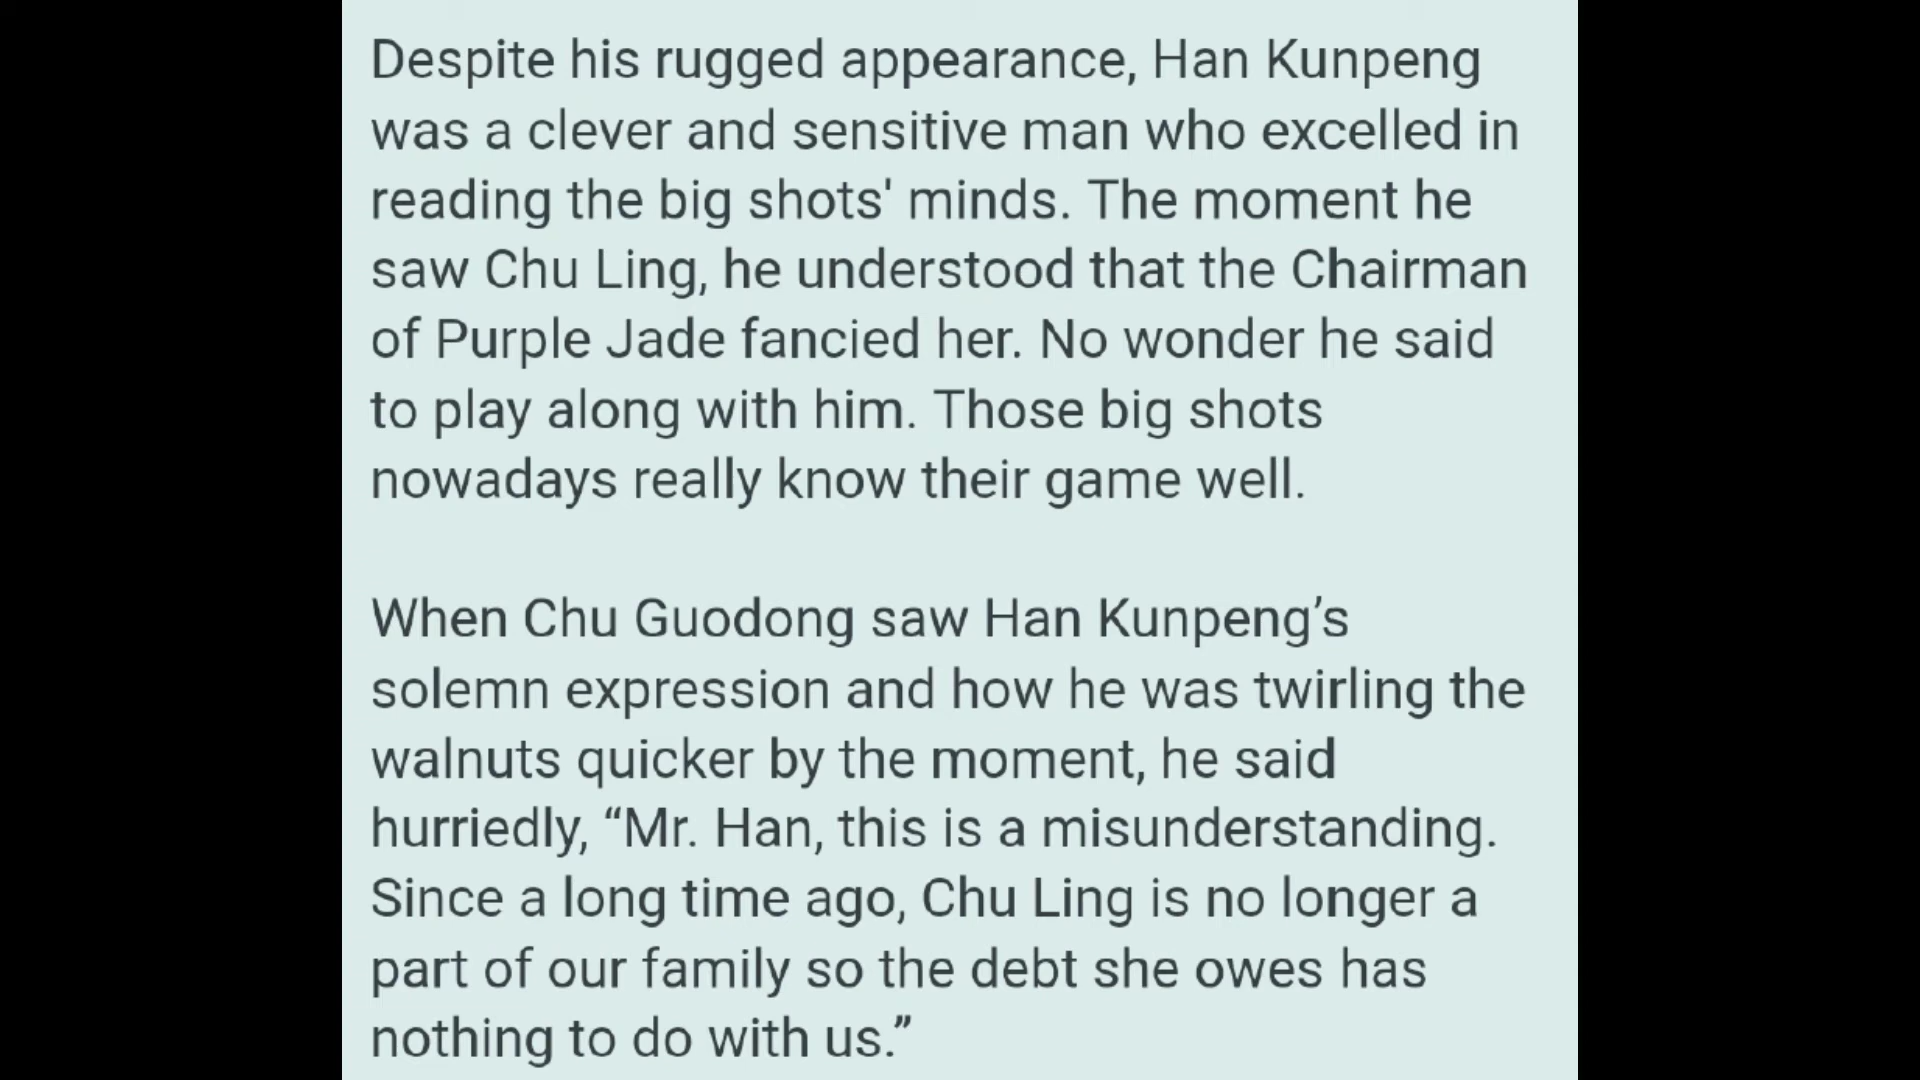 Despite his rugged appearance, Han Kunpeng
was a clever and sensitive man who excelled in
reading the big shots' minds. The moment he
saw Chu Ling, he understood that the Chairman
of Purple Jade fancied her. No wonder he said
to play along with him. Those big shots
nowadays really know their game well.
When Chu Guodong saw Han Kunpeng’s
solemn expression and how he was twirling the
walnuts quicker by the moment, he said
hurriedly, “Mr. Han, this is a misunderstanding.
Since a long time ago, Chu Ling is no longer a
part of our family so the debt she owes has
nothing to do with us.”